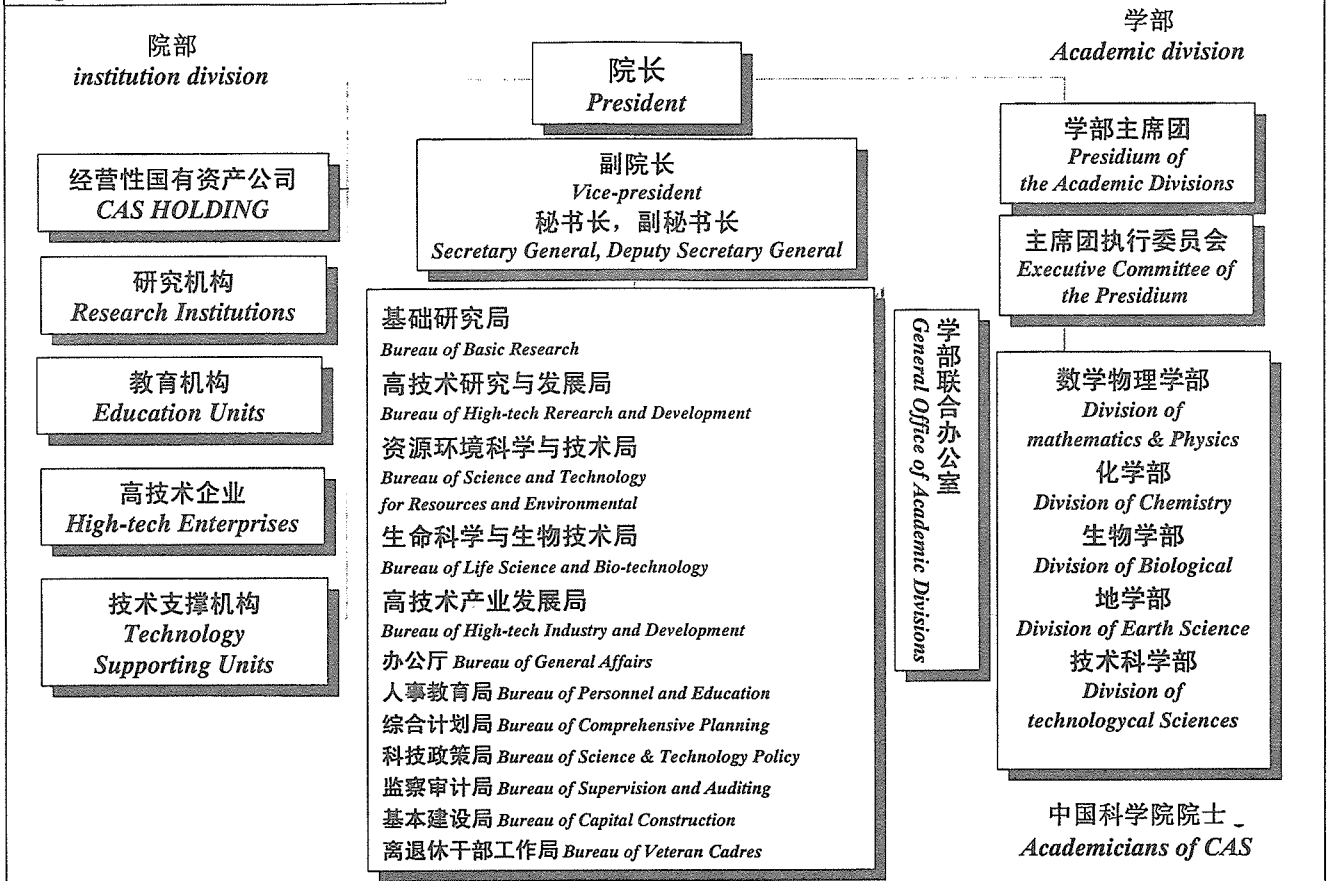 院部
institution division
经营性国有资产公司
CAS HOLDING
研究机构
Research Institutions
教育机构
Education Units
高技术企业
High-tech Enterprises
技术支撑机构
Technology
Supporting Units
院长
President
副院长
Vice-president
秘书长，副秘书长
Secretary General, Deputy Secretary General
基础研究局
Bureau of Basic Research
高技术研究与发展局
Bureau of High-tech Rerearch and Development
资源环境科学与技术局
Bureau of Science and Technology
for Resources and Environmental
生命科学与生物技术局
Bureau of Life Science and Bio-technology
高技术产业发展局
Bureau of High-tech Industry and Development
办公厅 Bureau of General Affairs
人事教育局 Bureau of Personnel and Education
综合计划局 Bureau of Comprehensive Planning
科技政策局 Bureau of Science & Technology Policy
监察审计局 Bureau of Supervision and Auditing
基本建设局 Bureau of Capital Construction
离退休干部工作局 Bureau of Veteran Cadres
学部联合办公室
General Office of Academic Divisions
学部
Academic division
学部主席团
Presidium of
the Academic Divisions
主席团执行委员会
Executive Committee of
the Presidium
数学物理学部
Division of
mathematics & Physics
化学部
Division of Chemistry
生物学部
Division of Biological
地学部
Division of Earth Science
技术科学部
Division of
technologycal Sciences
中国科学院院士
Academicians of CAS